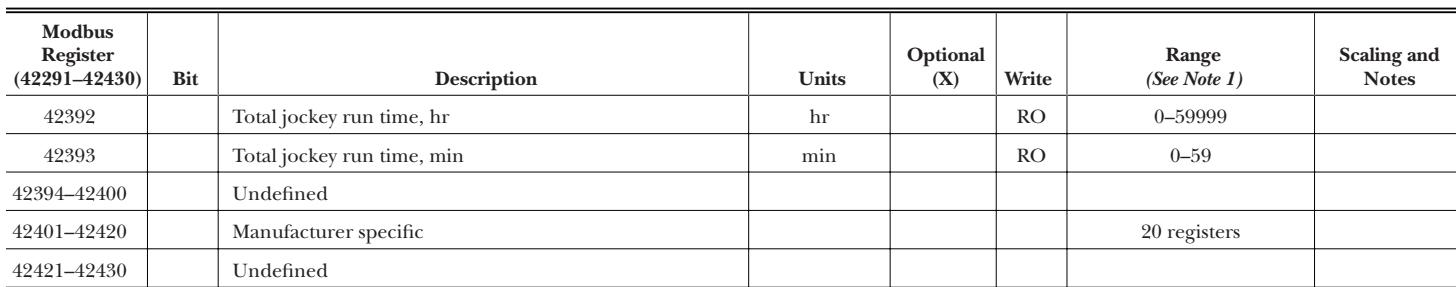 Modbus Register (42291–42430) Bit Description Units Optional (X) Write Range (See Note 1) Scaling and Notes
42392 Total jockey run time, hr hr RO 0–59999
42393 Total jockey run time, min min RO 0–59
42394–42400 Undefined
42401–42420 Manufacturer specific 20 registers
42421–42430 Undefined